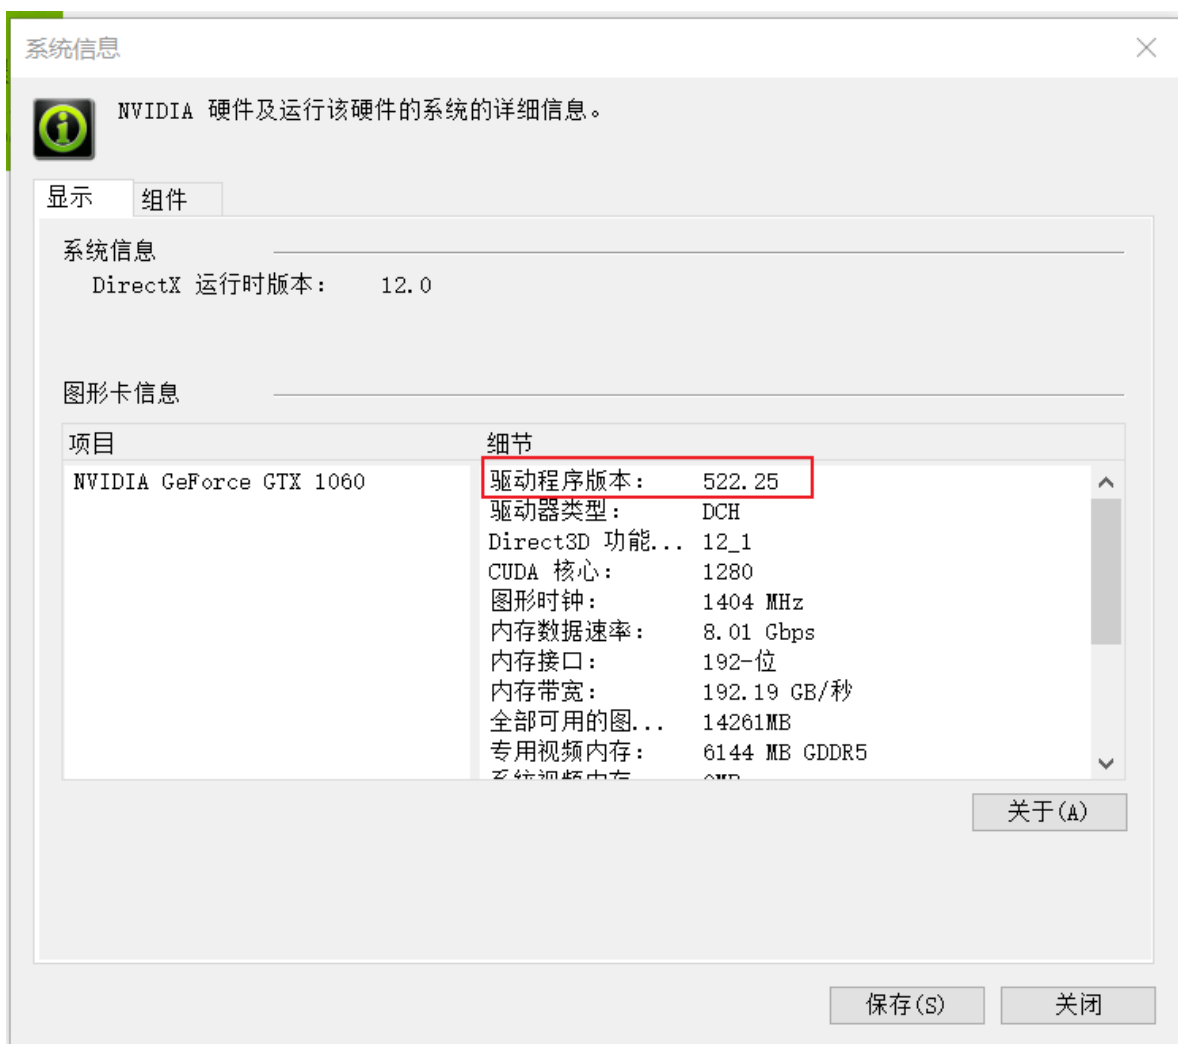 系统信息
NVIDIA 硬件及运行该硬件的系统的详细信息。
显示 组件
系统信息
DirectX 运行时版本： 12.0
图形卡信息
项目 细节
NVIDIA GeForce GTX 1060 驱动程序版本： 522.25
驱动器类型： DCH
Direct3D 功能... 12_1
CUDA 核心： 1280
图形时钟： 1404 MHz
内存数据速率： 8.01 Gbps
内存接口： 192-位
内存带宽： 192.19 GB/秒
全部可用的图... 14261MB
专用视频内存： 6144 MB GDDR5
关于(A)
保存(S) 关闭